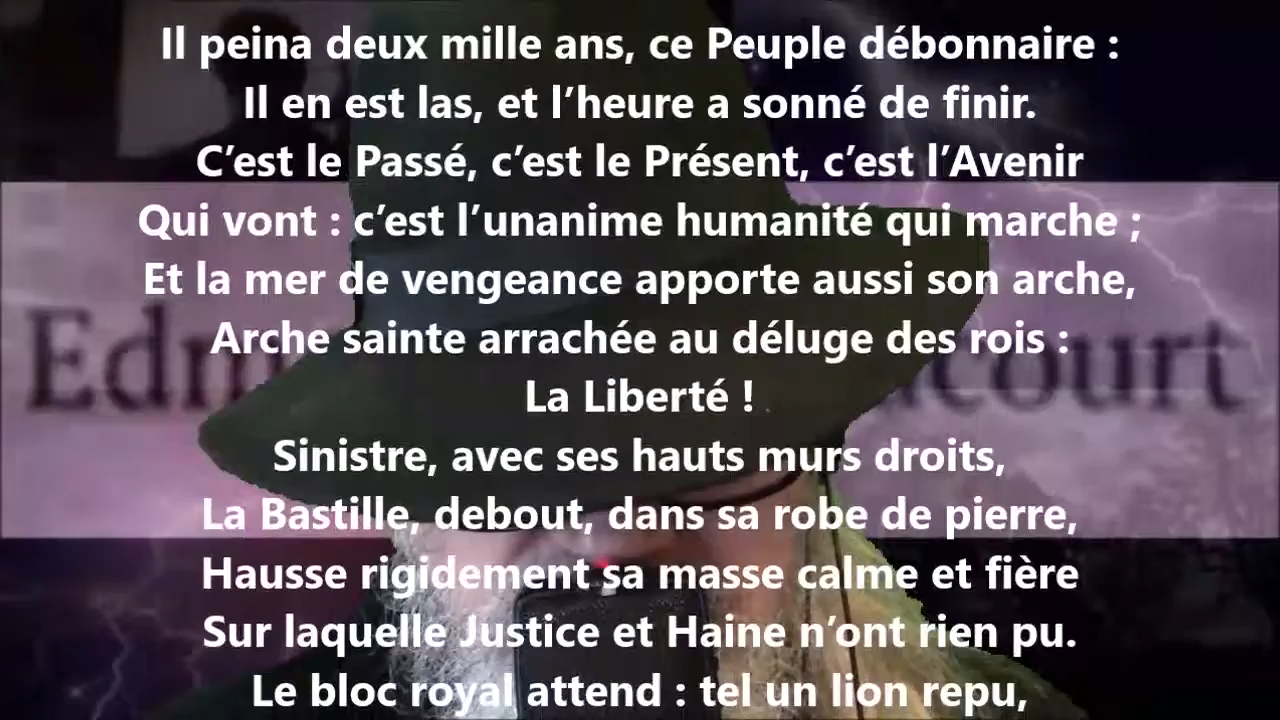 Il peina deux mille ans, ce Peuple débonnaire :
Il en est las, et l’heure a sonné de finir.
C’est le Passé, c’est le Présent, c’est l’Avenir
Qui vont : c’est l’unanime humanité qui marche ;
Et la mer de vengeance apporte aussi son arche,
Arche sainte arrachée au déluge des rois :
La Liberté !
Sinistre, avec ses hauts murs droits,
La Bastille, debout, dans sa robe de pierre,
Hausse rigidement sa masse calme et fière
Sur laquelle Justice et Haine n’ont rien pu.
Le bloc royal attend : tel un lion repu,